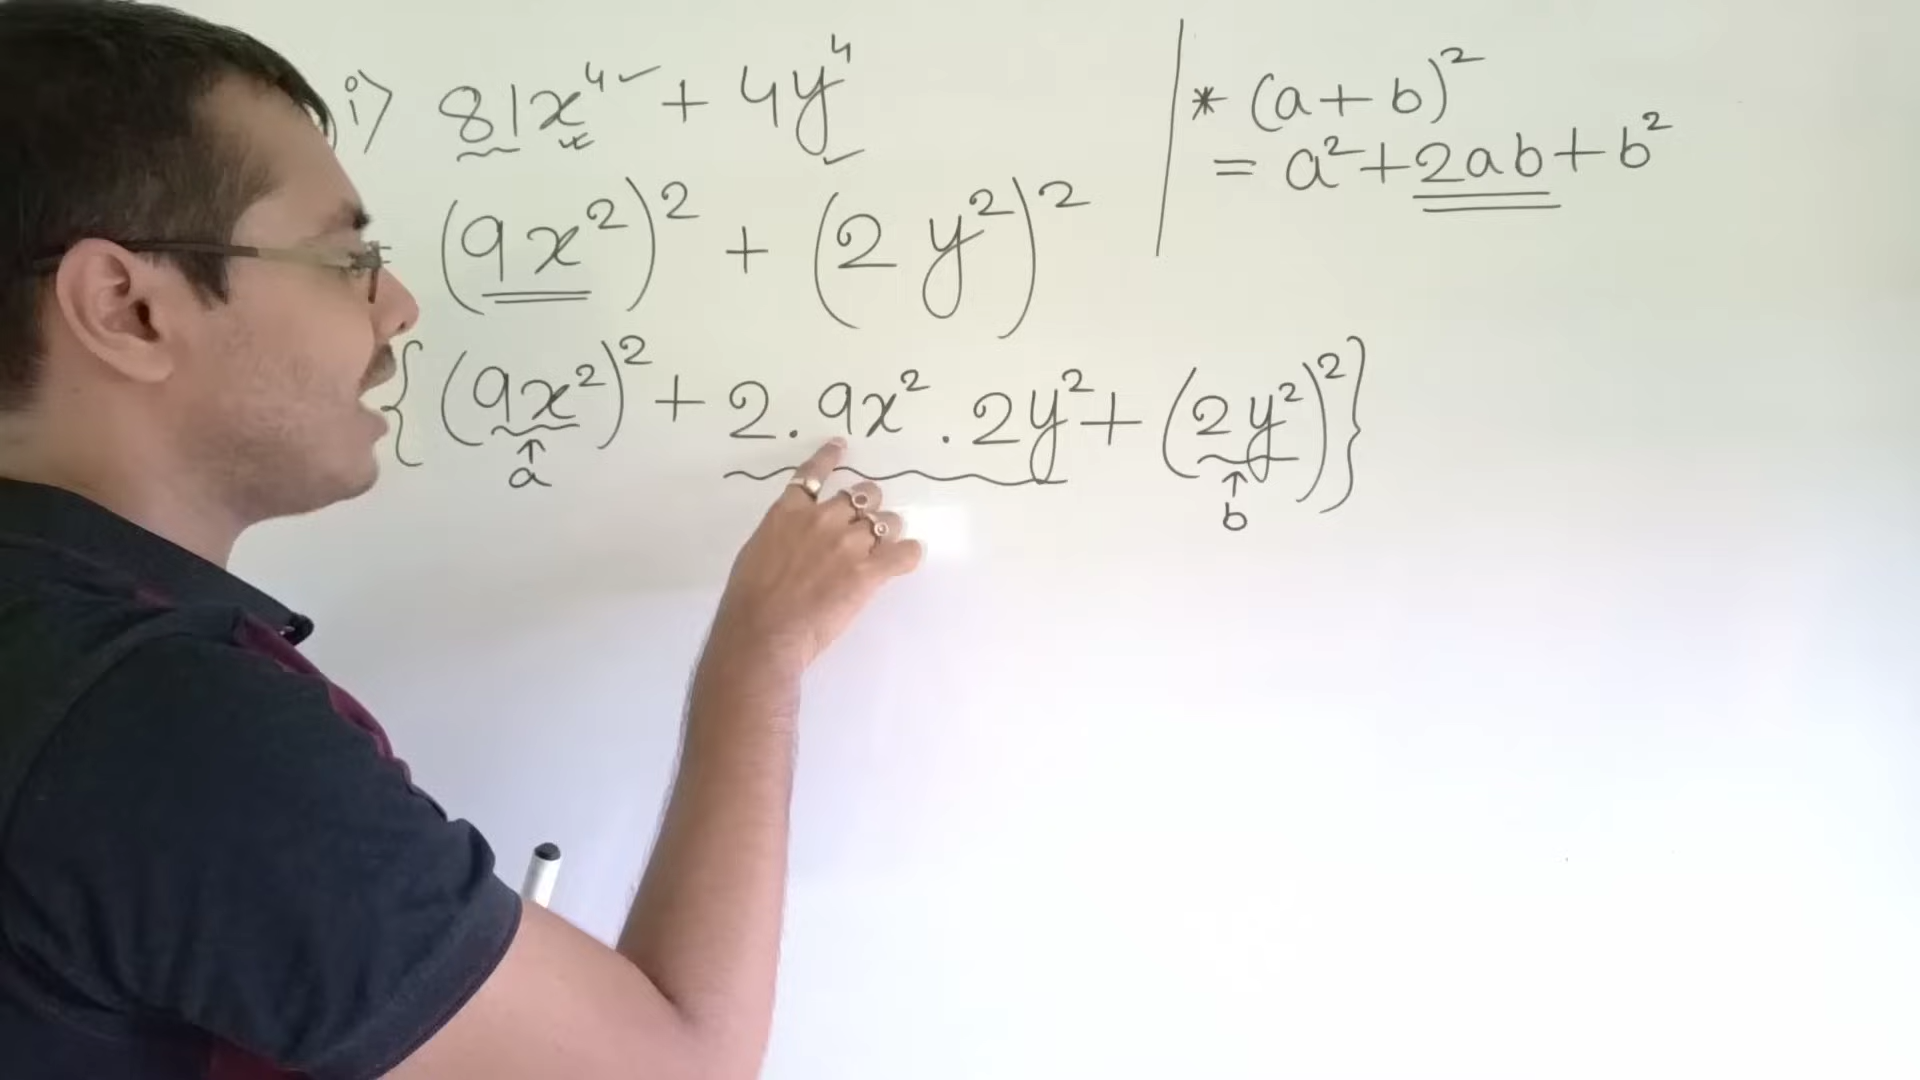 i) 81x⁴ + 4y⁴
= (9x²)² + (2y²)²
{(9x²)² + 2.9x².2y² + (2y²)²}
↑
a
↑
b
* (a+b)²
= a²+2ab+b²